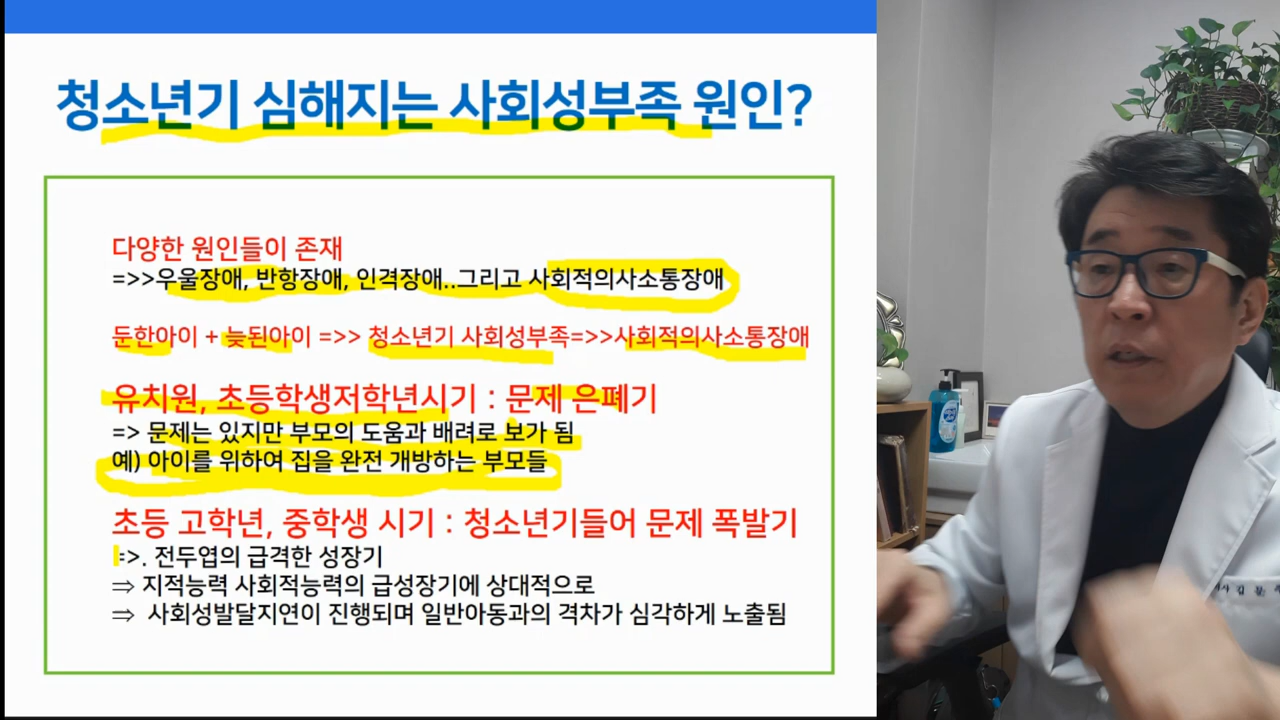 청소년기 심해지는 사회성부족 원인?
다양한 원인들이 존재
=>>우울장애, 반항장애, 인격장애..그리고 사회적의사소통장애
둔한아이 + 늦된아이 =>> 청소년기 사회성부족=>>사회적의사소통장애
유치원, 초등학생저학년시기 : 문제 은폐기
=> 문제는 있지만 부모의 도움과 배려로 보가 됨
예) 아이를 위하여 집을 완전 개방하는 부모들
초등 고학년, 중학생 시기 : 청소년기들어 문제 폭발기
=>. 전두엽의 급격한 성장기
⇒ 지적능력 사회적능력의 급성장기에 상대적으로
⇒ 사회성발달지연이 진행되며 일반아동과의 격차가 심각하게 노출됨